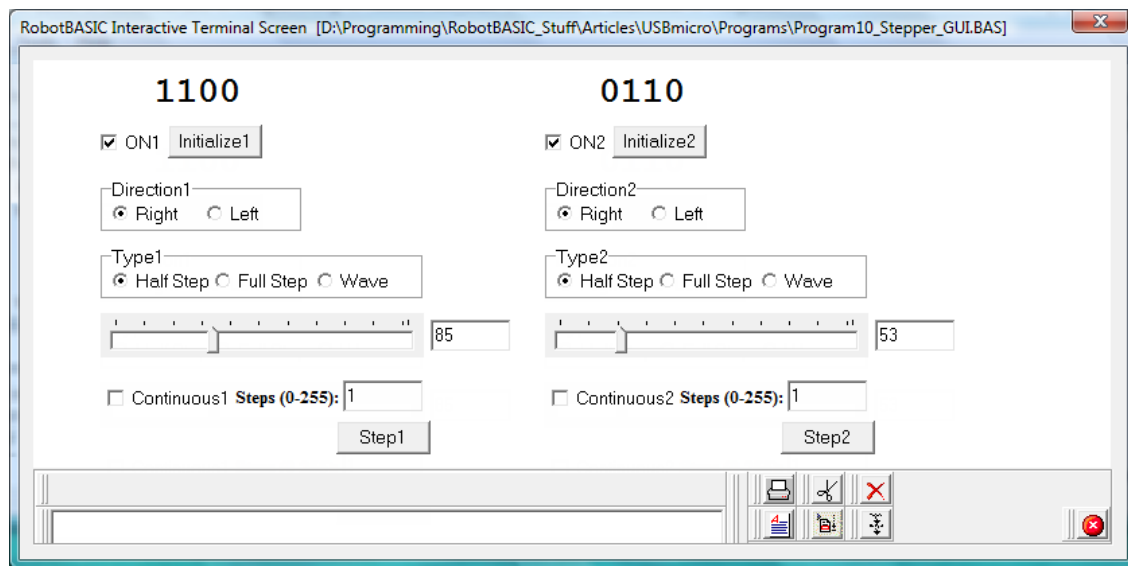 RobotBASIC Interactive Terminal Screen [D:\Programming\RobotBASIC_Stuff\Articles\USBmicro\Programs\Program10_Stepper_GUI.BAS]
1100 0110
ON1 Initialize1 ON2 Initialize2
Direction1 Direction2
Right Left Right Left
Type1 Type2
Half Step Full Step Wave Half Step Full Step Wave
85 53
Continuous1 Steps (0-255): 1 Continuous2 Steps (0-255): 1
Step1 Step2